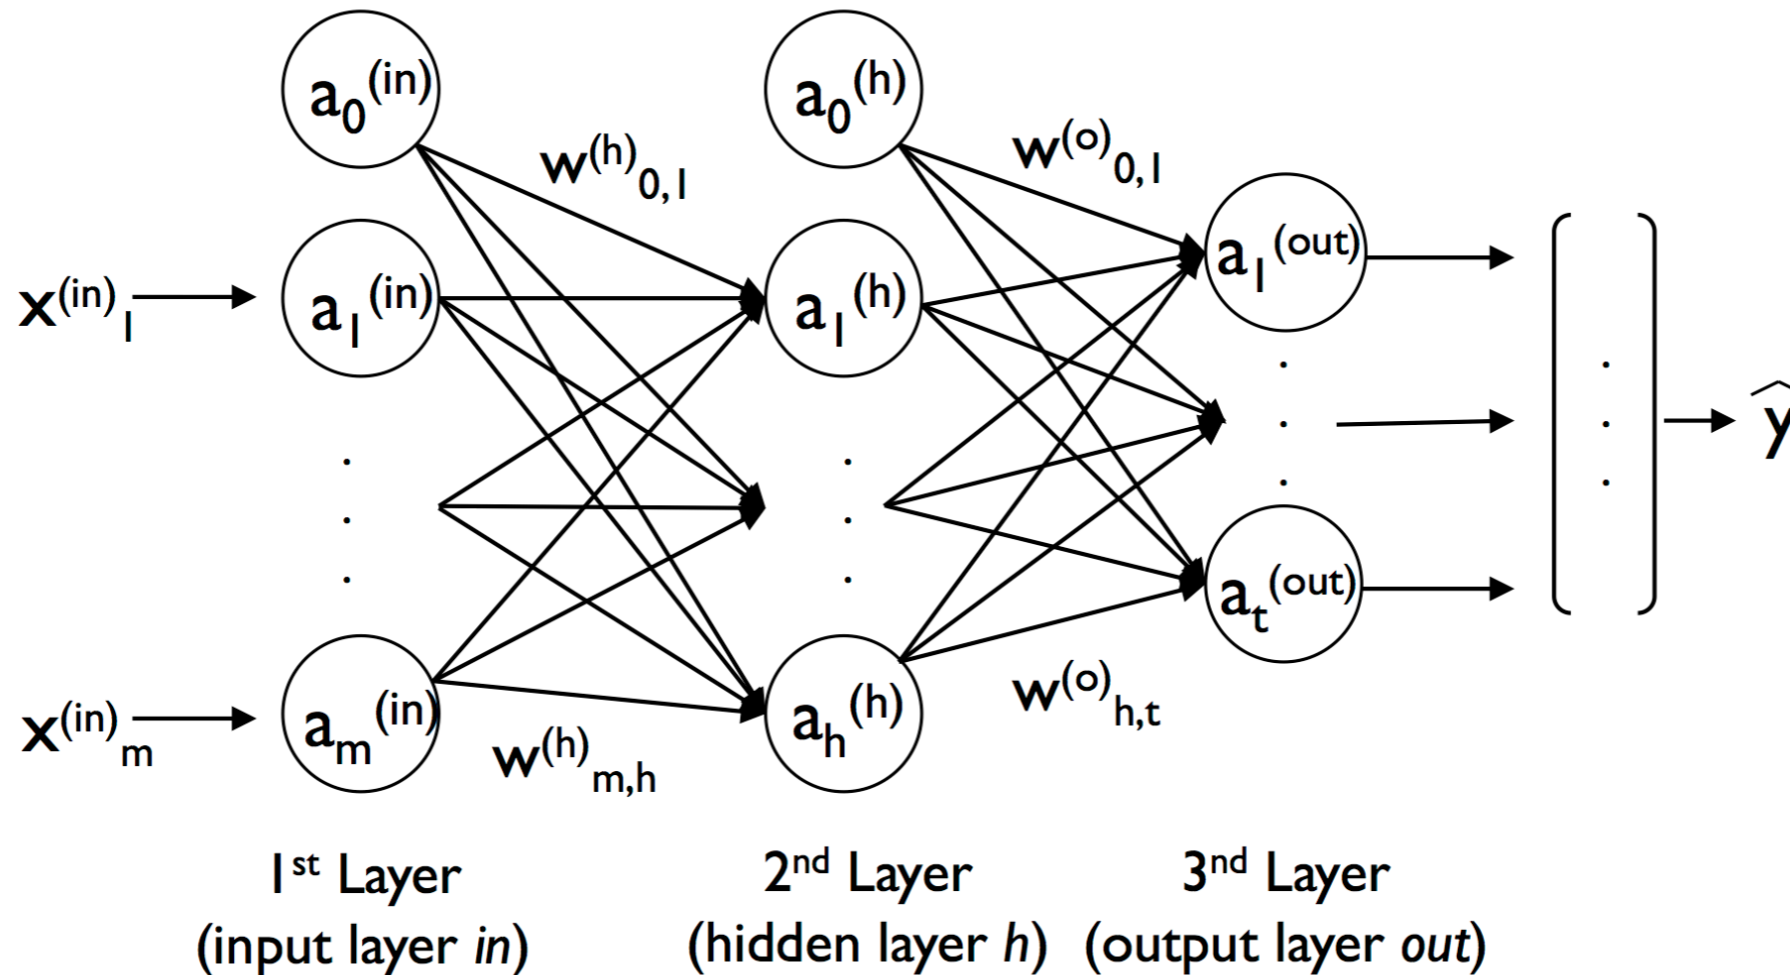 a₀⁽ⁱⁿ⁾
a₀⁽ʰ⁾
w⁽ʰ⁾₀,₁
w⁽ᵒ⁾₀,₁
x⁽ⁱⁿ⁾₁
a₁⁽ⁱⁿ⁾
a₁⁽ʰ⁾
a₁⁽ᵒᵘᵗ⁾
ŷ
x⁽ⁱⁿ⁾ₘ
aₘ⁽ⁱⁿ⁾
w⁽ʰ⁾ₘ,ₕ
aₕ⁽ʰ⁾
w⁽ᵒ⁾ₕ,ₜ
aₜ⁽ᵒᵘᵗ⁾
1ˢᵗ Layer
(input layer in)
2ⁿᵈ Layer
(hidden layer h)
3ⁿᵈ Layer
(output layer out)